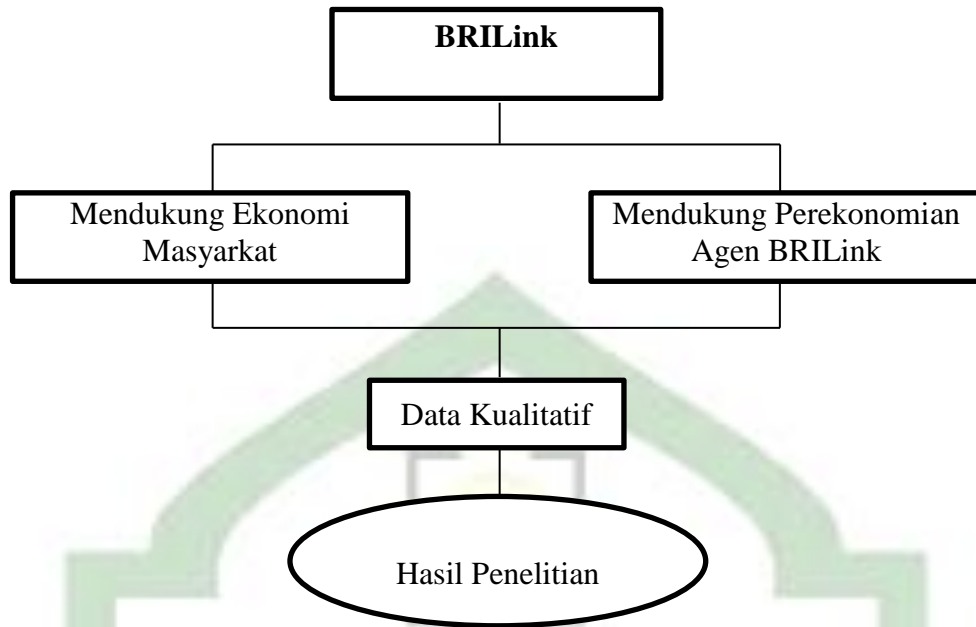 BRILink
Mendukung Ekonomi
Masyarkat
Mendukung Perekonomian
Agen BRILink
Data Kualitatif
Hasil Penelitian